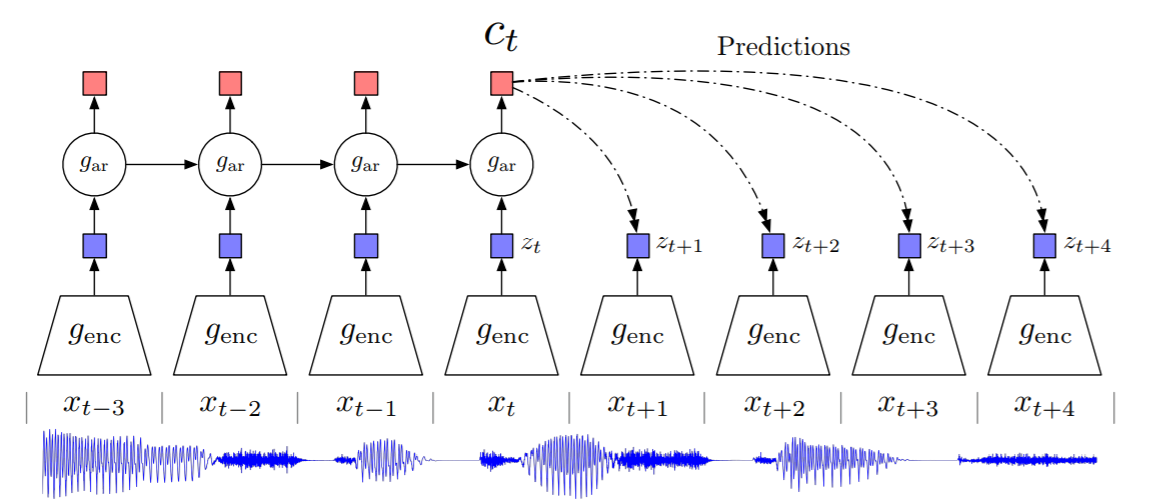 c_t
Predictions
g_ar g_ar g_ar g_ar
z_t z_{t+1} z_{t+2} z_{t+3} z_{t+4}
g_enc g_enc g_enc g_enc g_enc g_enc g_enc g_enc
x_{t−3} x_{t−2} x_{t−1} x_t x_{t+1} x_{t+2} x_{t+3} x_{t+4}